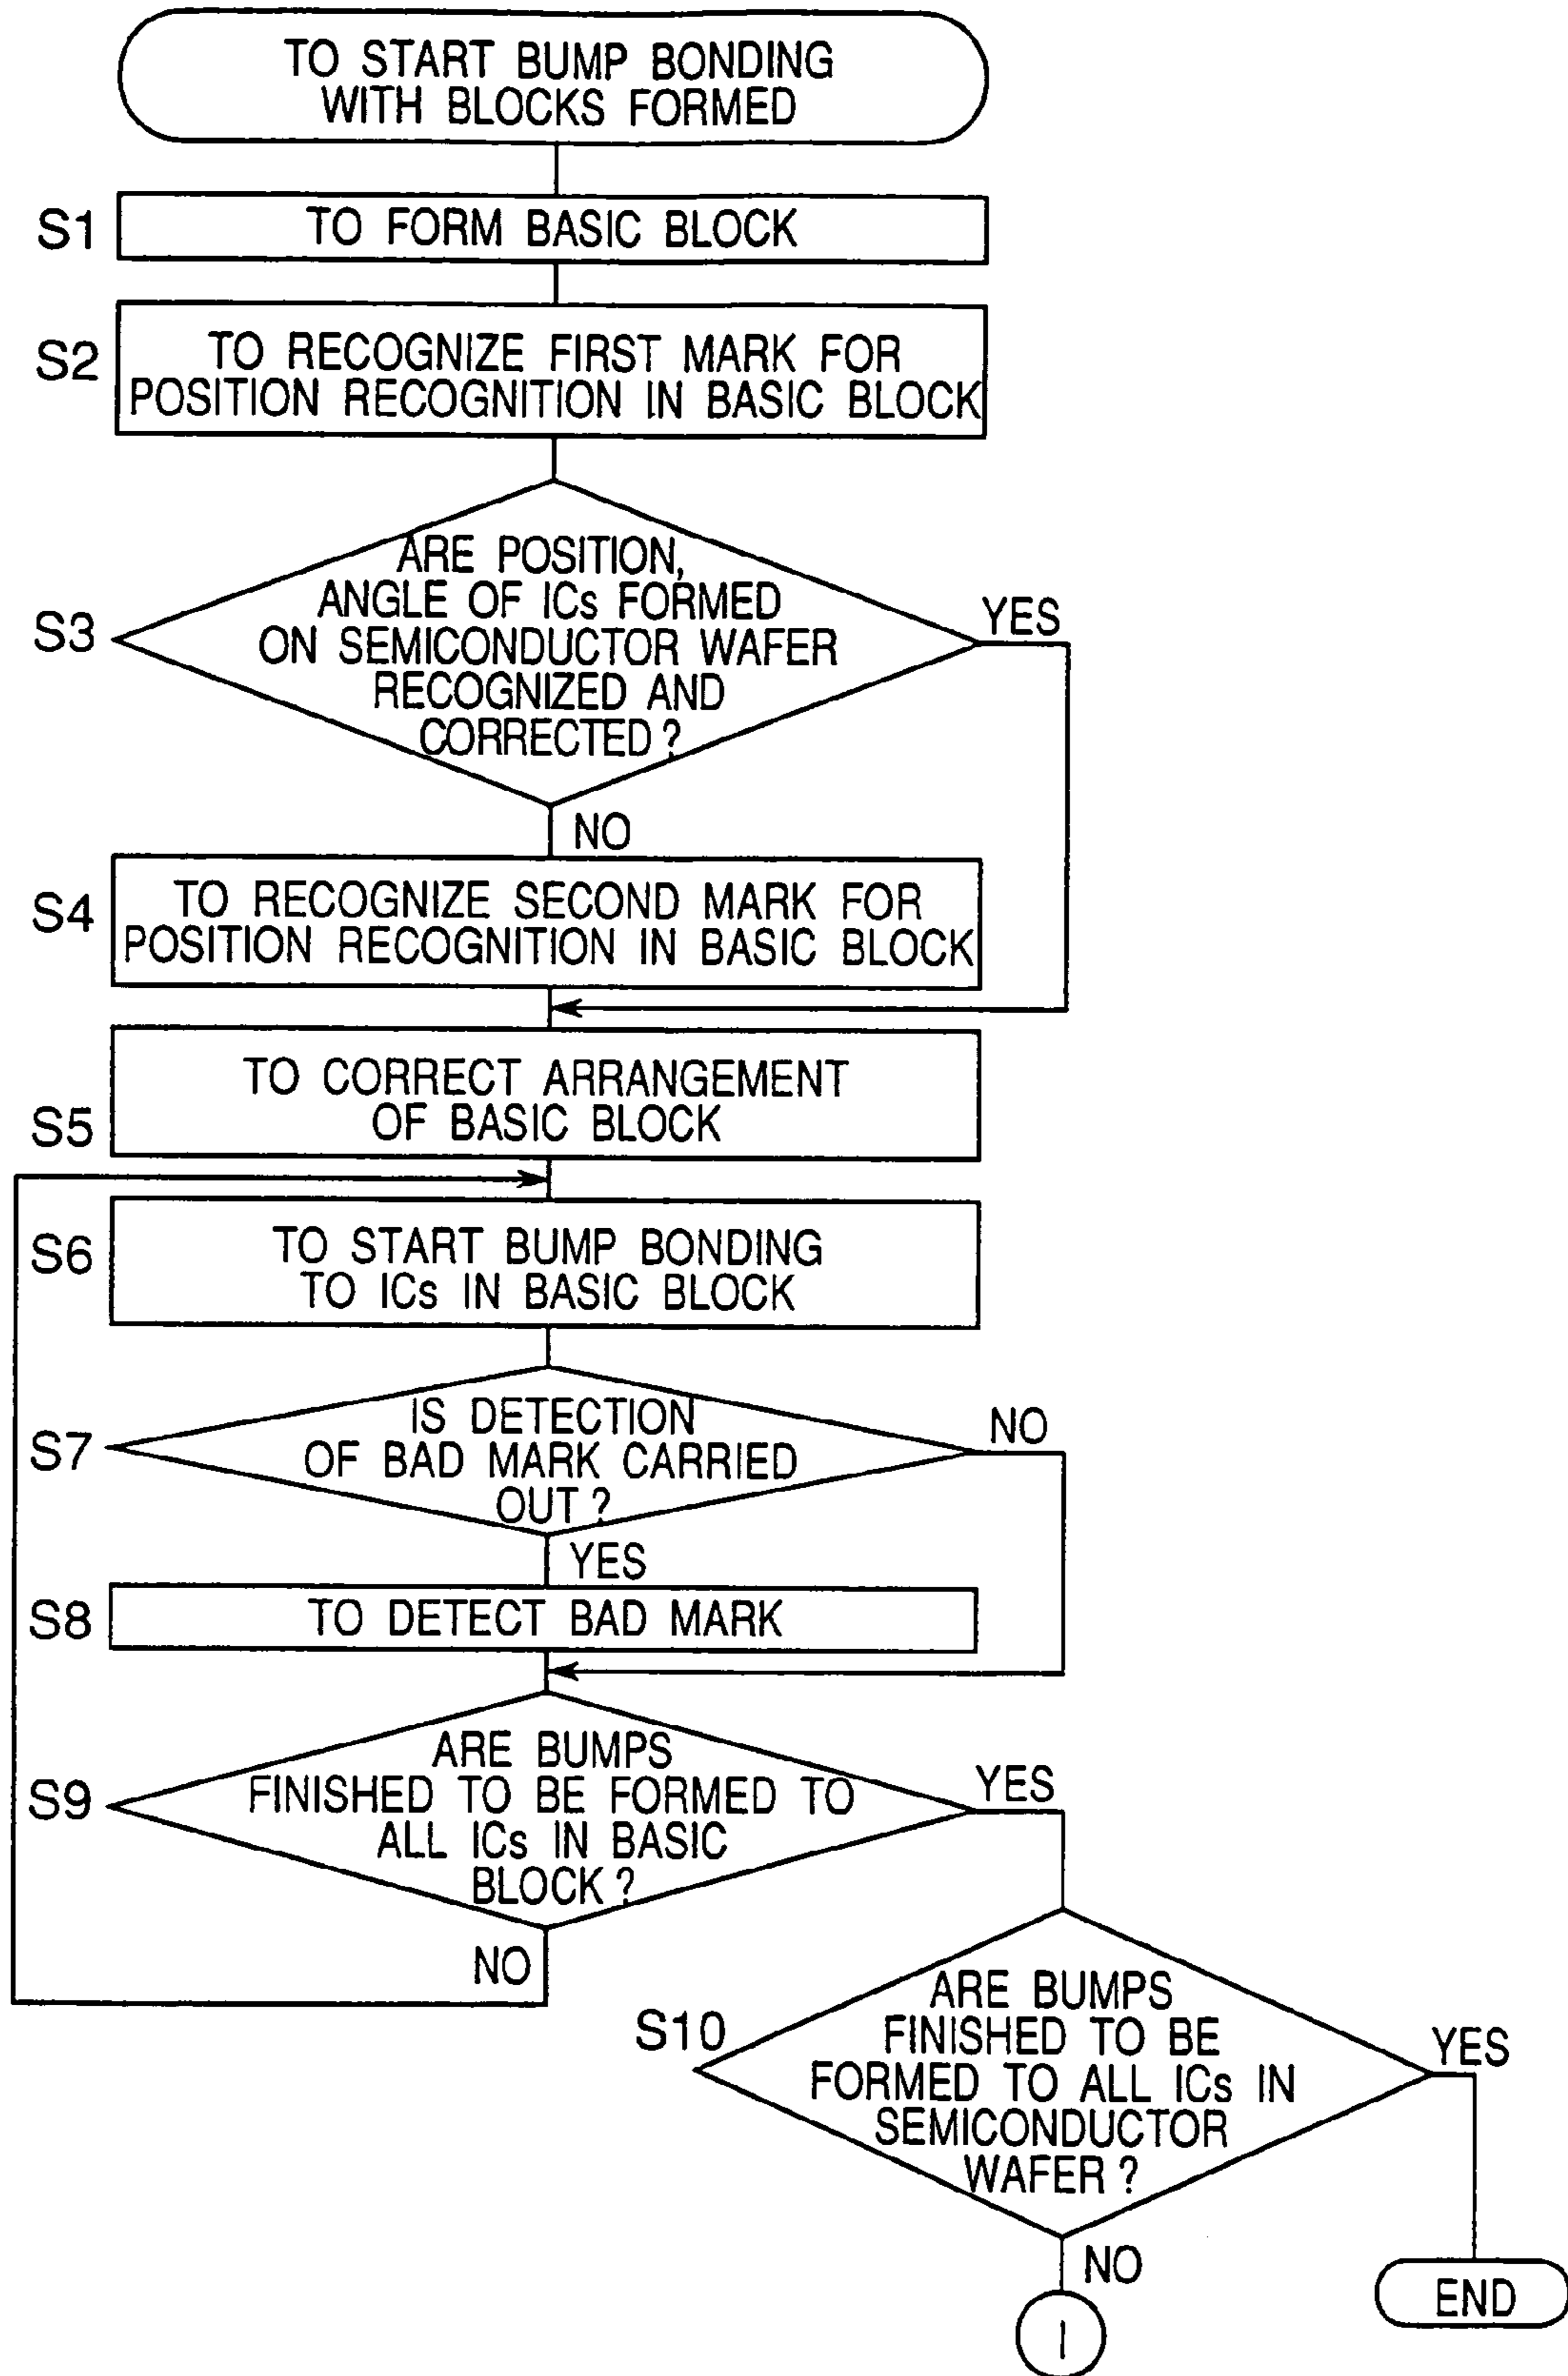 TO START BUMP BONDING
WITH BLOCKS FORMED
S1
TO FORM BASIC BLOCK
S2
TO RECOGNIZE FIRST MARK FOR
POSITION RECOGNITION IN BASIC BLOCK
S3
ARE POSITION,
ANGLE OF ICs FORMED
ON SEMICONDUCTOR WAFER
RECOGNIZED AND
CORRECTED?
YES
NO
S4
TO RECOGNIZE SECOND MARK FOR
POSITION RECOGNITION IN BASIC BLOCK
S5
TO CORRECT ARRANGEMENT
OF BASIC BLOCK
S6
TO START BUMP BONDING
TO ICs IN BASIC BLOCK
S7
IS DETECTION
OF BAD MARK CARRIED
OUT?
NO
YES
S8
TO DETECT BAD MARK
S9
ARE BUMPS
FINISHED TO BE FORMED TO
ALL ICs IN BASIC
BLOCK?
YES
NO
S10
ARE BUMPS
FINISHED TO BE
FORMED TO ALL ICs IN
SEMICONDUCTOR
WAFER?
YES
NO
I
END